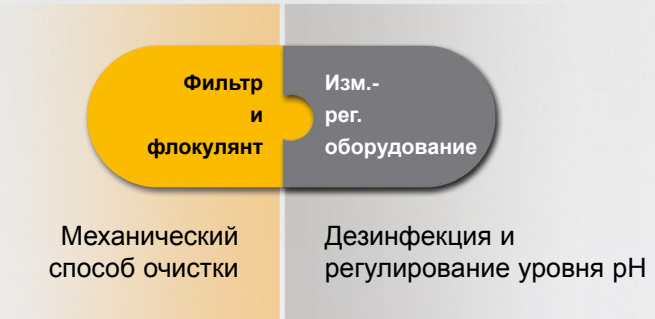 Фильтр
и
флокулянт
Изм.-
рег.
оборудование
Механический
способ очистки
Дезинфекция и
регулирование уровня pH